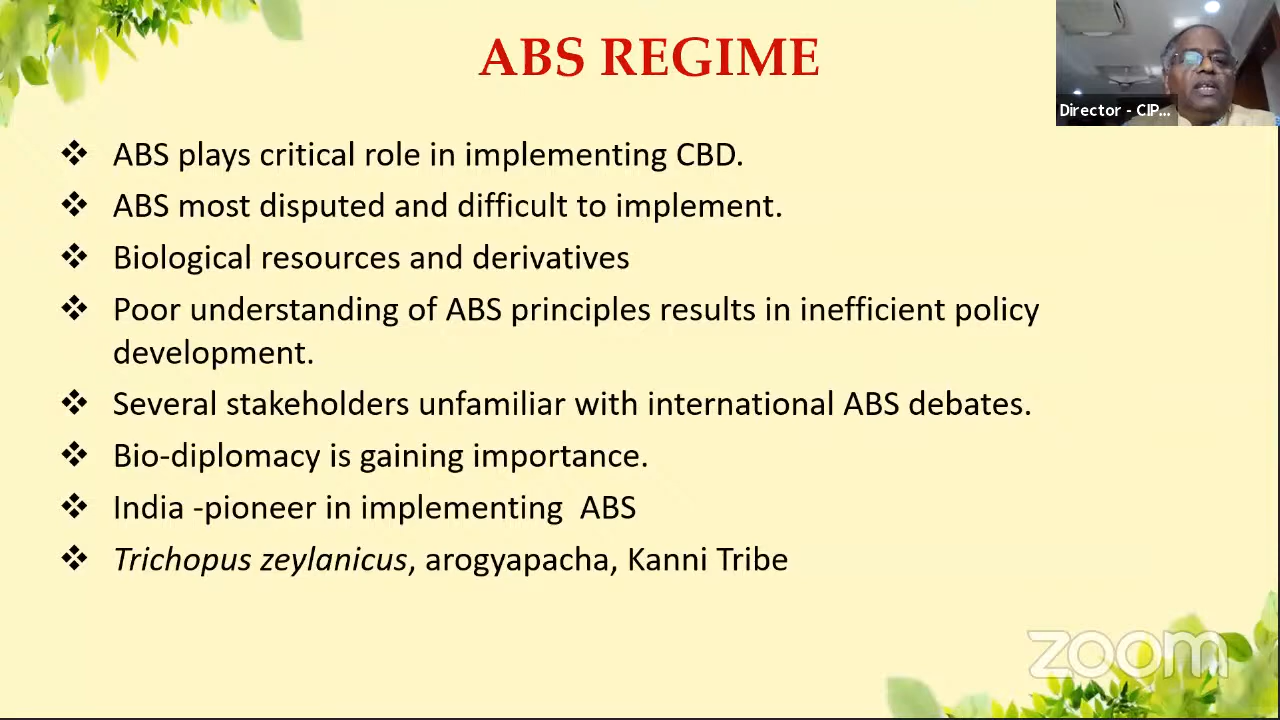 ABS REGIME
Director - CIP...
❖ ABS plays critical role in implementing CBD.
❖ ABS most disputed and difficult to implement.
❖ Biological resources and derivatives
❖ Poor understanding of ABS principles results in inefficient policy
development.
❖ Several stakeholders unfamiliar with international ABS debates.
❖ Bio-diplomacy is gaining importance.
❖ India -pioneer in implementing  ABS
❖ Trichopus zeylanicus, arogyapacha, Kanni Tribe
zoom